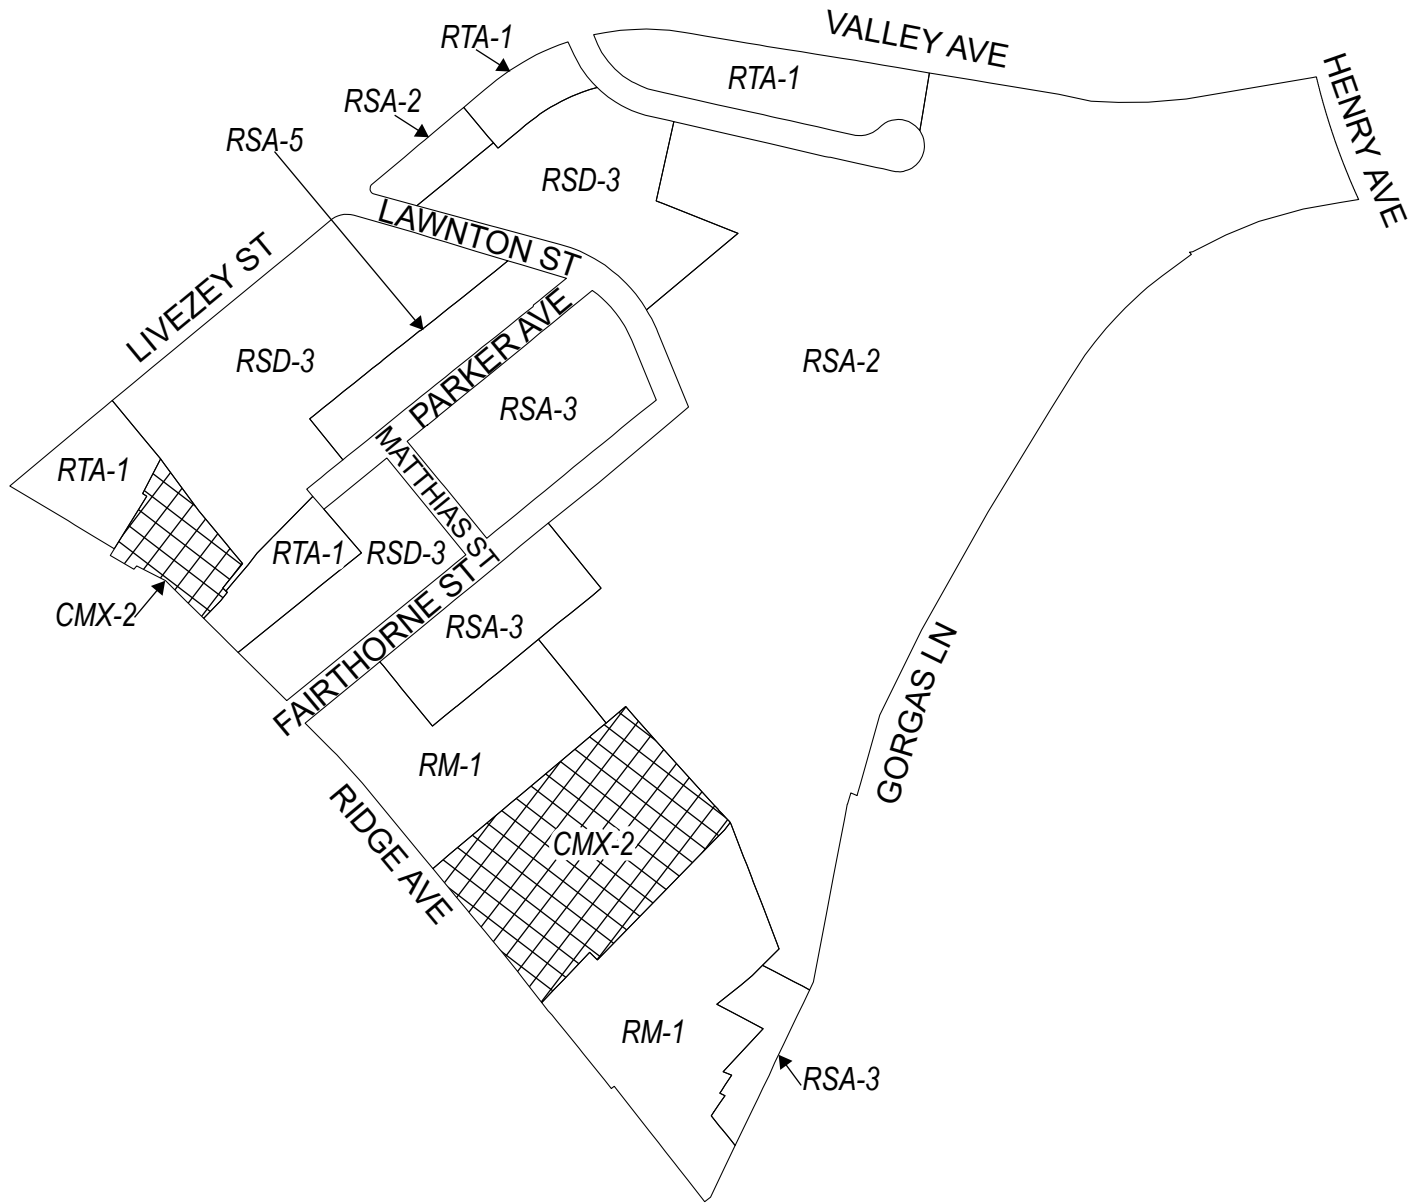 VALLEY AVE
RTA-1
HENRY AVE
RTA-1
RSA-2
RSA-5
RSD-3
LAWNTON ST
LIVEZEY ST
PARKER AVE
RSD-3
RSA-2
RSA-3
MATTHIAS ST
RTA-1
RTA-1
RSD-3
CMX-2
FAIRTHORNE ST
RSA-3
GORGAS LN
RM-1
RIDGE AVE
CMX-2
RM-1
RSA-3